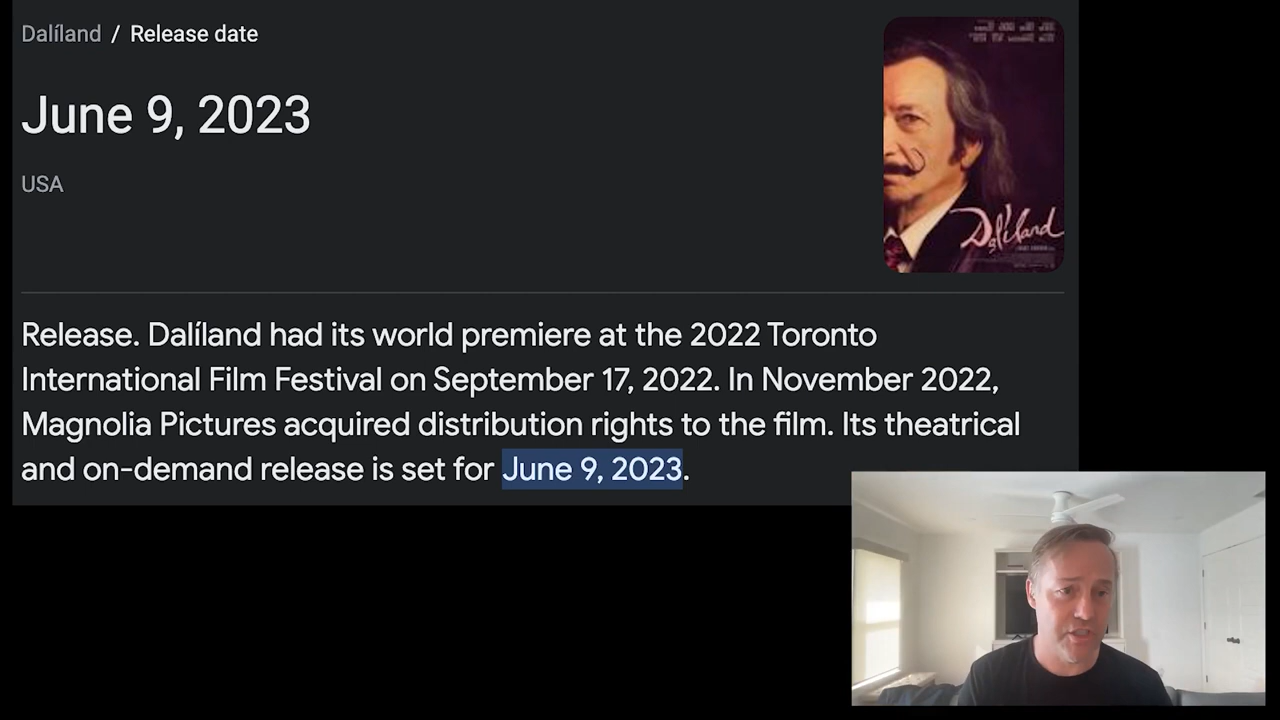 Dalíland / Release date
June 9, 2023
USA
Dalíland
Release. Dalíland had its world premiere at the 2022 Toronto
International Film Festival on September 17, 2022. In November 2022,
Magnolia Pictures acquired distribution rights to the film. Its theatrical
and on-demand release is set for June 9, 2023.